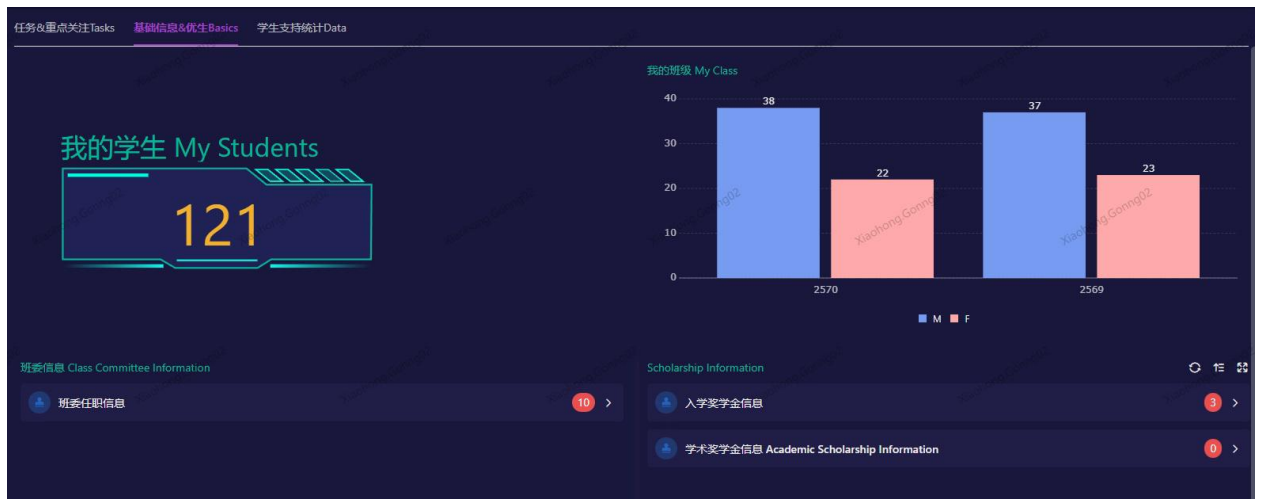 任务&重点关注Tasks 基础信息&优生Basics 学生支持统计Data
我的学生 My Students
121
我的班级 My Class
40
30
20
10
0
38
22
37
23
2570
2569
M F
班委信息 Class Committee Information
班委任职信息 10
Scholarship Information
入学奖学金信息 3
学术奖学金信息 Academic Scholarship Information 0
Xiaohong.Gonng02